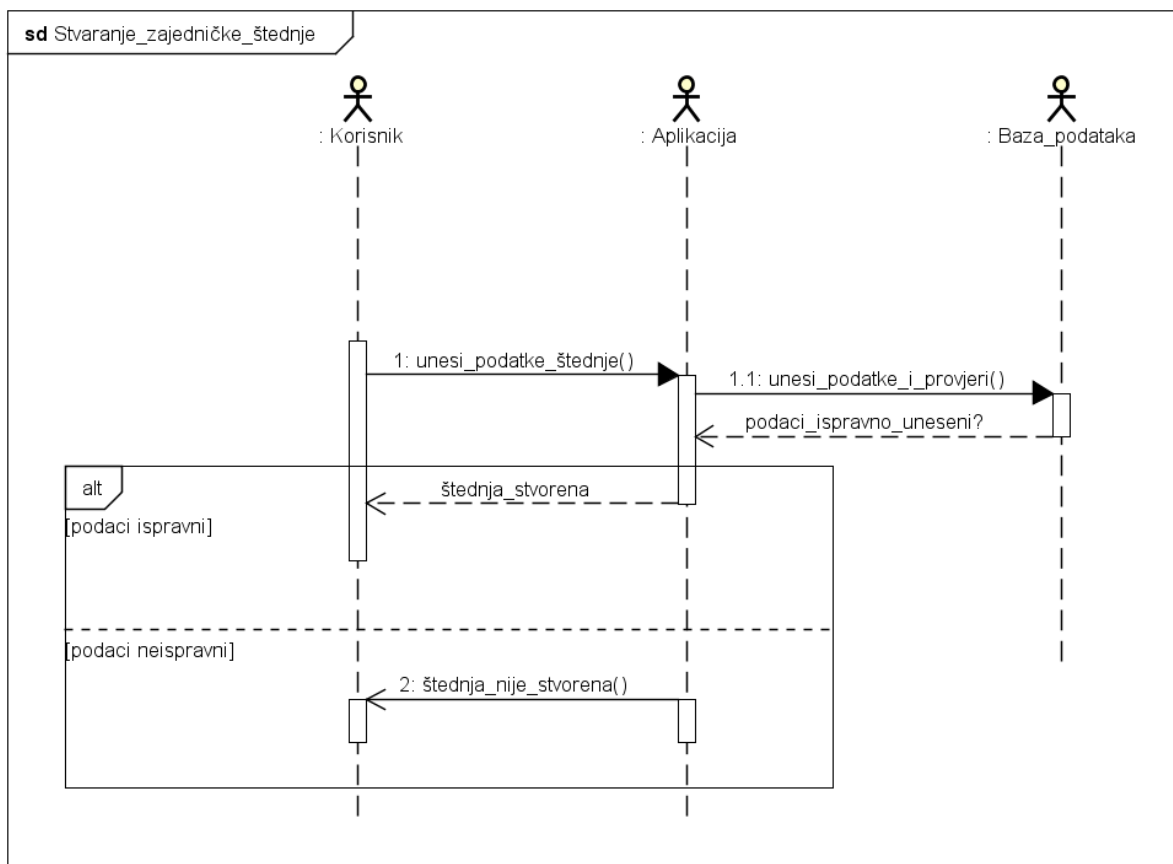 sd Stvaranje_zajedničke_štednje
: Korisnik
: Aplikacija
: Baza_podataka
1: unesi_podatke_štednje()
1.1: unesi_podatke_i_provjeri()
podaci_ispravno_uneseni?
alt
štednja_stvorena
[podaci ispravni]
[podaci neispravni]
2: štednja_nije_stvorena()